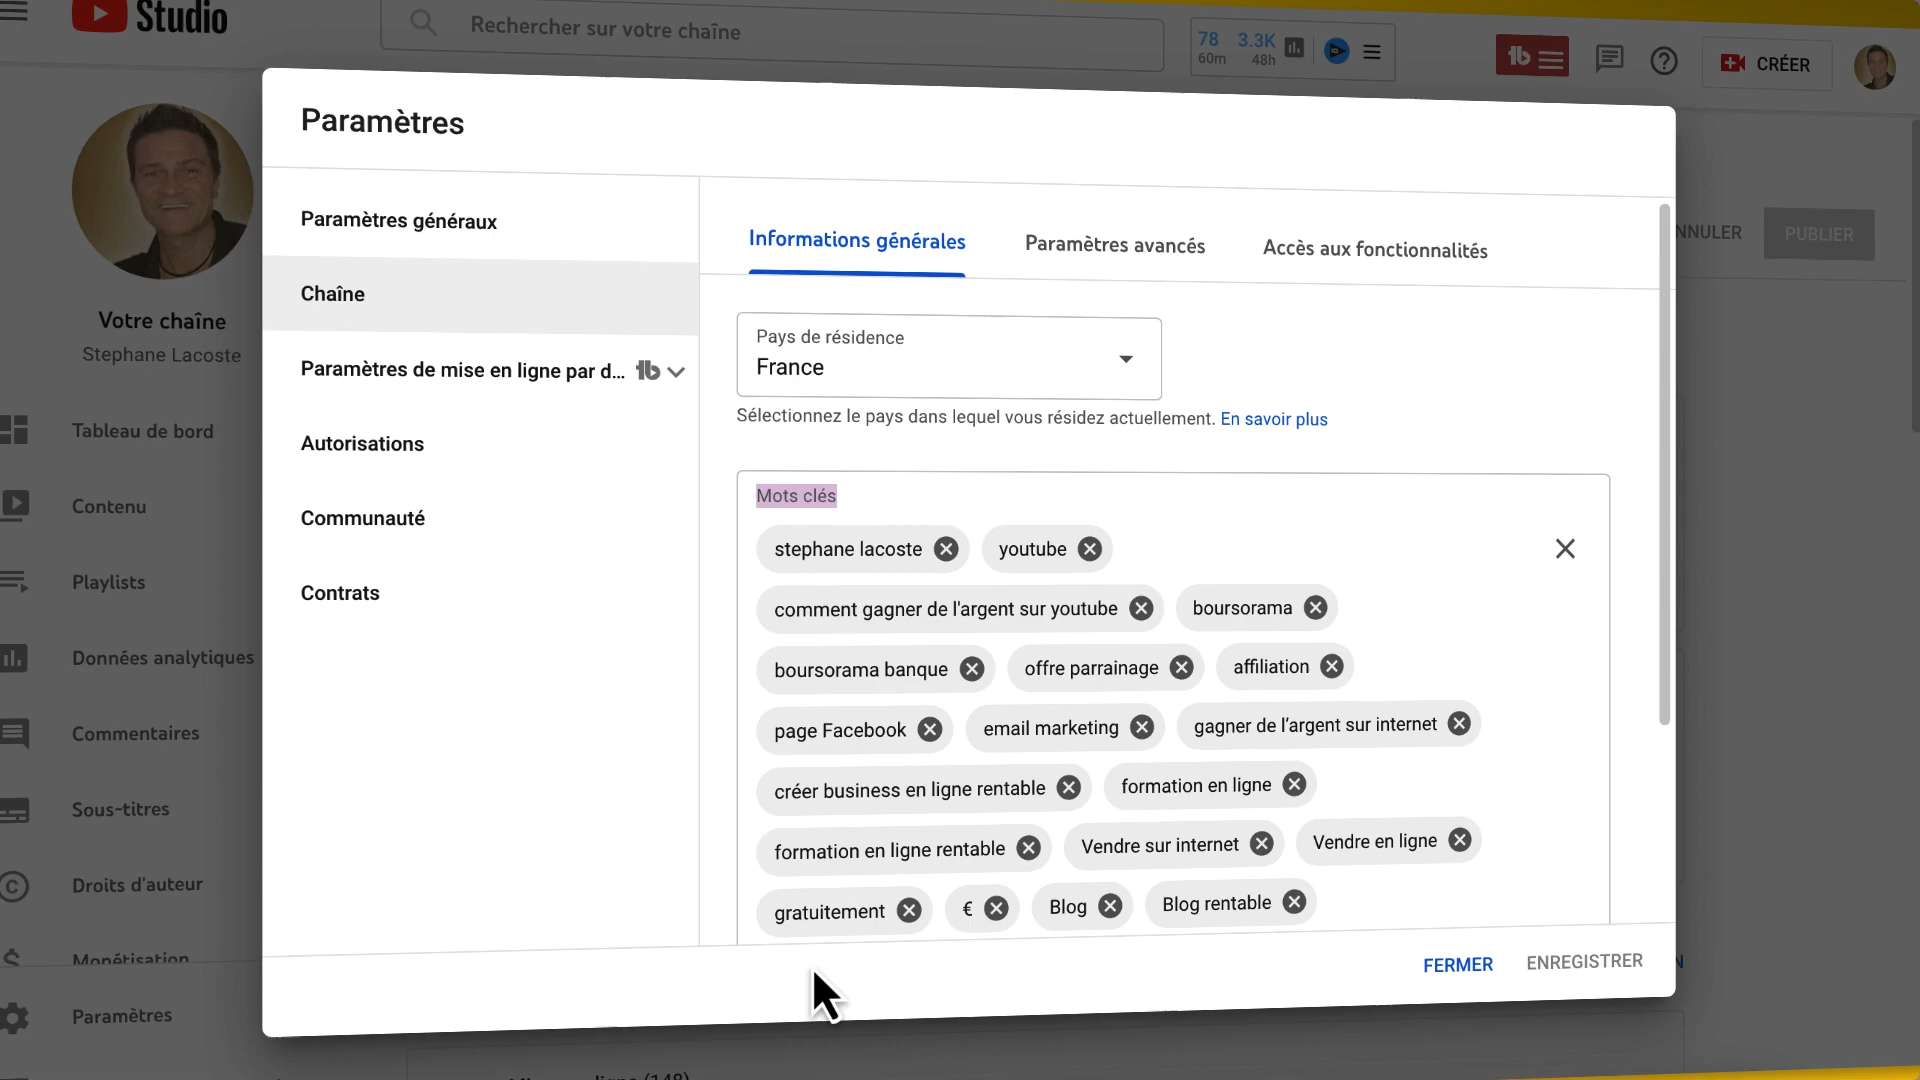 Studio
Rechercher sur votre chaîne
78 3.3K
60m 48h
CRÉER
Paramètres
Paramètres généraux
Chaîne
Paramètres de mise en ligne par d...
Autorisations
Communauté
Contrats
Votre chaîne
Stephane Lacoste
Tableau de bord
Contenu
Playlists
Données analytiques
Commentaires
Sous-titres
Droits d'auteur
Monétisation
Paramètres
Informations générales Paramètres avancés Accès aux fonctionnalités
NNULER PUBLIER
Pays de résidence
France
Sélectionnez le pays dans lequel vous résidez actuellement. En savoir plus
Mots clés
stephane lacoste youtube
comment gagner de l'argent sur youtube boursorama
boursorama banque offre parrainage affiliation
page Facebook email marketing gagner de l’argent sur internet
créer business en ligne rentable formation en ligne
formation en ligne rentable Vendre sur internet Vendre en ligne
gratuitement € Blog Blog rentable
FERMER ENREGISTRER